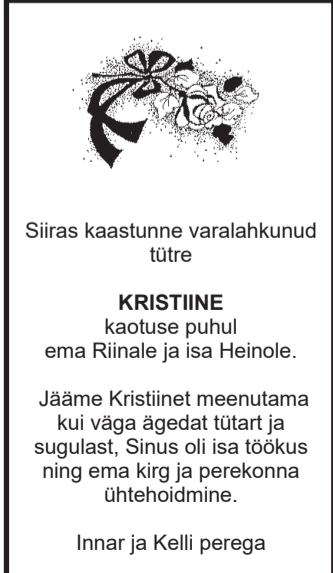 Siiras kaastunne varalahkunud
tütre
KRISTIINE
kaotuse puhul
ema Riinale ja isa Heinole.
Jääme Kristiinet meenutama
kui väga ägedat tütart ja
sugulast, Sinus oli isa töökus
ning ema kirg ja perekonna
ühtehoidmine.
Innar ja Kelli perega